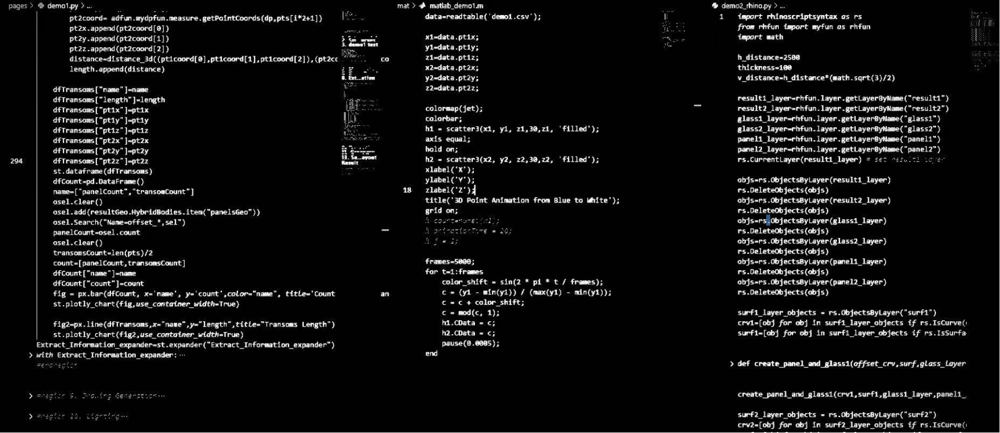 pages > demo1.py > ...
pt2coord= adfun.mydpfun.measure.getPointCoords(dp,pts[i*2+1])
pt2x.append(pt2coord[0])
pt2y.append(pt2coord[1])
pt2z.append(pt2coord[2])
distance=distance_3d((pt1coord[0],pt1coord[1],pt1coord[2]),(pt2cc
length.append(distance)
dfTransoms["name"]=name
dfTransoms["length"]=length
dfTransoms["pt1x"]=pt1x
dfTransoms["pt1y"]=pt1y
dfTransoms["pt1z"]=pt1z
dfTransoms["pt2x"]=pt2x
dfTransoms["pt2y"]=pt2y
294 dfTransoms["pt2z"]=pt2z
st.dataframe(dfTransoms)
dfCount=pd.DataFrame()
name=["panelCount","transomCount"]
osel.clear()
osel.add(resultGeo.HybridBodies.item("panelsGeo"))
osel.Search("Name=offset_*,sel")
panelCount=osel.count
osel.clear()
transomsCount=len(pts)/2
count=[panelCount,transomsCount]
dfCount["name"]=name
dfCount["count"]=count
fig = px.bar(dfCount, x='name', y='count',color="name", title='Count
st.plotly_chart(fig,use_container_width=True)
fig2=px.line(dfTransoms,x="name",y="length",title="Transoms Length")
st.plotly_chart(fig2,use_container_width=True)
Extract_Information_expander=st.expander("Extract_Information_expander")
> with Extract_Information_expander: ...
#endregion
> #region 9. Drawing Generation...
> #region 10. Lighting...
3. demo1 test
co
Result
an
mat > matlab_demo1.m
data=readtable('demo1.csv');
x1=data.pt1x;
y1=data.pt1y;
z1=data.pt1z;
x2=data.pt2x;
y2=data.pt2y;
z2=data.pt2z;
colormap(jet);
colorbar;
h1 = scatter3(x1, y1, z1,30,z1, 'filled');
axis equal;
hold on;
h2 = scatter3(x2, y2, z2,30,z2, 'filled');
xlabel('X');
ylabel('Y');
18 zlabel('Z');
title('3D Point Animation from Blue to White');
grid on;
% animationTime = 20;
% j = 1;
frames=5000;
for t=1:frames
color_shift = sin(2 * pi * t / frames);
c = (y1 - min(y1)) / (max(y1) - min(y1));
c = c + color_shift;
c = mod(c, 1);
h1.CData = c;
h2.CData = c;
pause(0.0005);
end
demo2_rhino.py > ...
1 import rhinoscriptsyntax as rs
from rhfun import myfun as rhfun
import math
h_distance=2500
thickness=100
v_distance=h_distance*(math.sqrt(3)/2)
result1_layer=rhfun.layer.getLayerByName("result1")
result2_layer=rhfun.layer.getLayerByName("result2")
glass1_layer=rhfun.layer.getLayerByName("glass1")
glass2_layer=rhfun.layer.getLayerByName("glass2")
panel1_layer=rhfun.layer.getLayerByName("panel1")
panel2_layer=rhfun.layer.getLayerByName("panel2")
rs.CurrentLayer(result1_layer) # set result1 layer
objs=rs.ObjectsByLayer(result1_layer)
rs.DeleteObjects(objs)
objs=rs.ObjectsByLayer(result2_layer)
rs.DeleteObjects(objs)
objs=rs.ObjectsByLayer(glass1_layer)
rs.DeleteObjects(objs)
objs=rs.ObjectsByLayer(glass2_layer)
rs.DeleteObjects(objs)
objs=rs.ObjectsByLayer(panel1_layer)
rs.DeleteObjects(objs)
objs=rs.ObjectsByLayer(panel2_layer)
rs.DeleteObjects(objs)
surf1_layer_objects = rs.ObjectsByLayer("surf1")
crv1=[obj for obj in surf1_layer_objects if rs.IsCurve(
surf1=[obj for obj in surf1_layer_objects if rs.IsSurfa
> def create_panel_and_glass1(offset_crv,surf,glass_layer
create_panel_and_glass1(crv1,surf1,glass1_layer,panel1_
surf2_layer_objects = rs.ObjectsByLayer("surf2")
crv2=[obj for obj in surf2_layer_objects if rs.IsCurve(